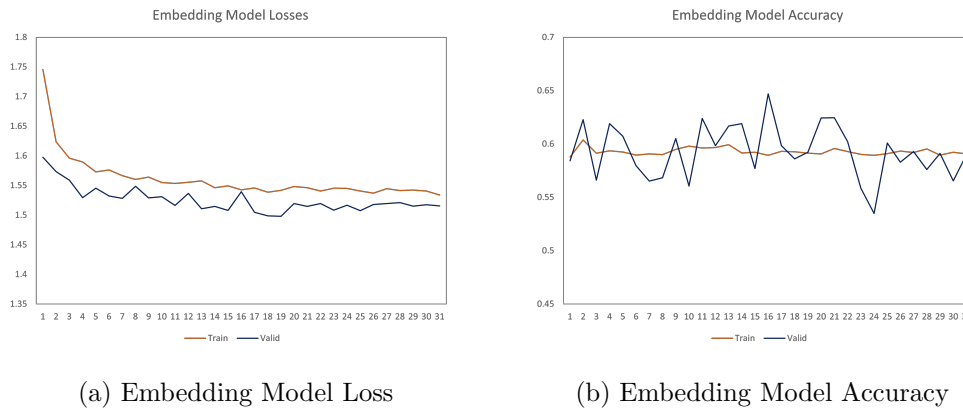 Embedding Model Losses
1.8
1.75
1.7
1.65
1.6
1.55
1.5
1.45
1.4
1.35
1 2 3 4 5 6 7 8 9 10 11 12 13 14 15 16 17 18 19 20 21 22 23 24 25 26 27 28 29 30 31
Train Valid
(a) Embedding Model Loss
Embedding Model Accuracy
0.7
0.65
0.6
0.55
0.5
0.45
1 2 3 4 5 6 7 8 9 10 11 12 13 14 15 16 17 18 19 20 21 22 23 24 25 26 27 28 29 30
Train Valid
(b) Embedding Model Accuracy